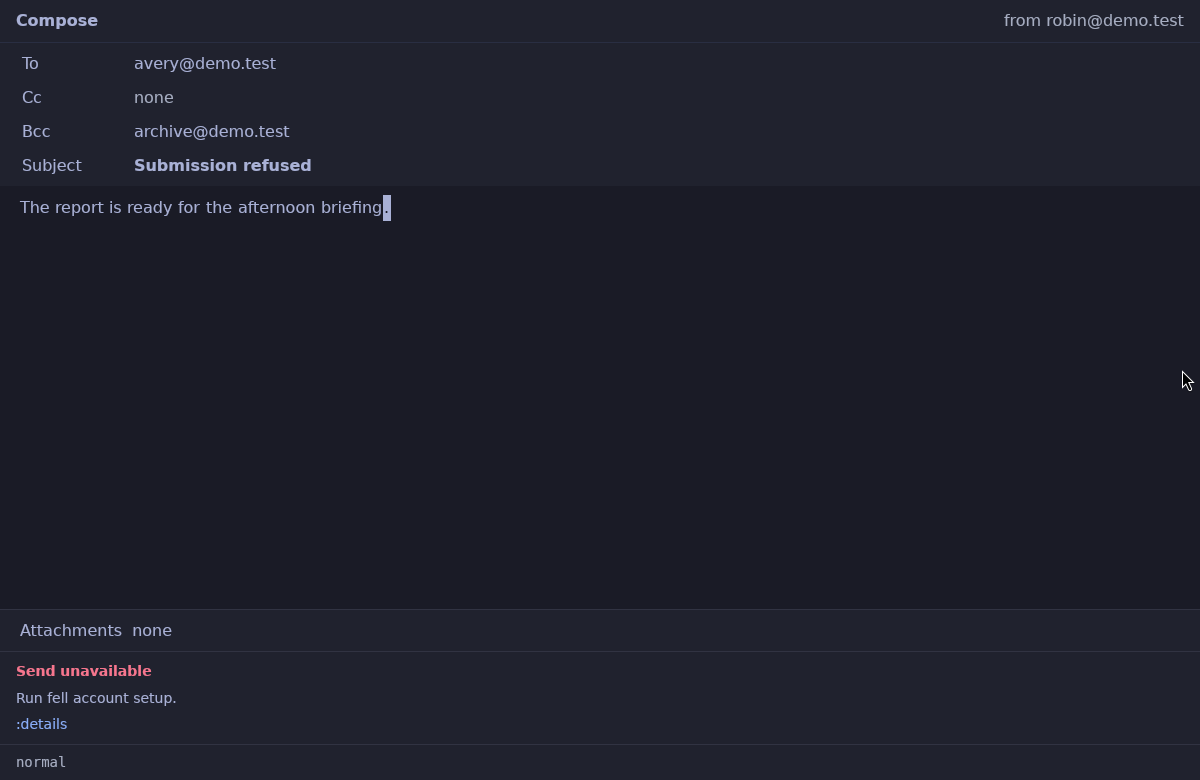 Compose from robin@demo.test
To avery@demo.test
Cc none
Bcc archive@demo.test
Subject Submission refused
The report is ready for the afternoon briefing.
Attachments none
Send unavailable
Run fell account setup.
:details
normal